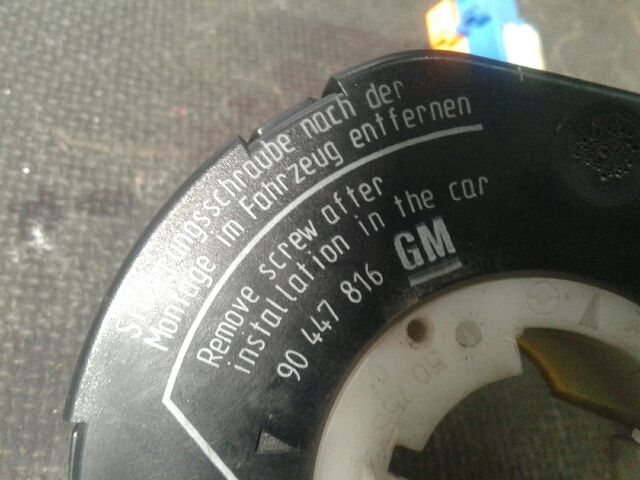 nach der
Montage im Fahrzeug entfernen
Remove screw after
installation in the car
90 447 816 GM